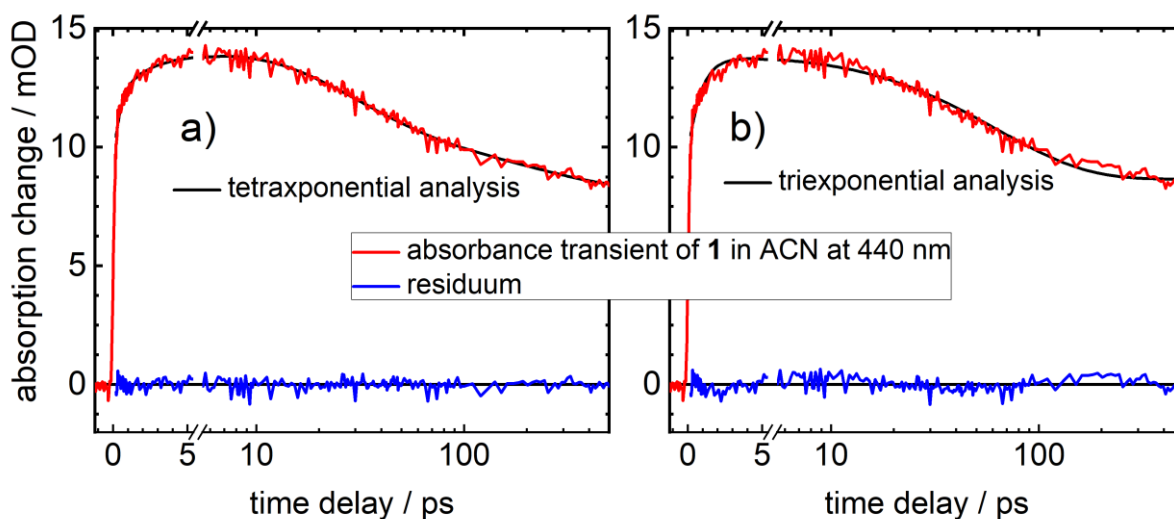 15
10
5
0
absorption change / mOD
a)
tetraxponential analysis
0
5
10
100
time delay / ps
15
10
5
0
b)
triexponential analysis
0
5
10
100
time delay / ps
absorbance transient of 1 in ACN at 440 nm
residuum